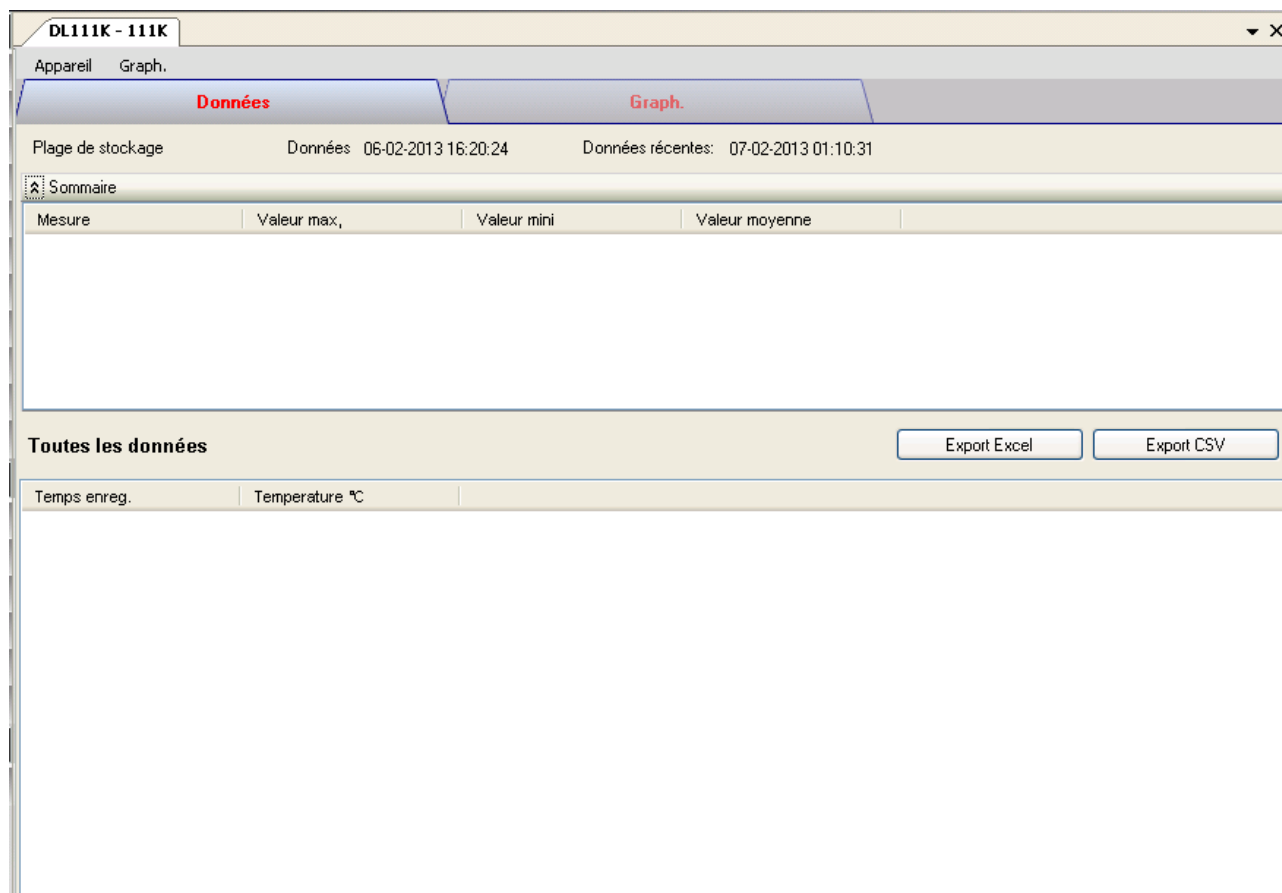 DL111K - 111K
Appareil Graph.
Données Graph.
Plage de stockage Données 06-02-2013 16:20:24 Données récentes: 07-02-2013 01:10:31
Sommaire
Mesure Valeur max, Valeur mini Valeur moyenne
Toutes les données Export Excel Export CSV
Temps enreg. Temperature °C